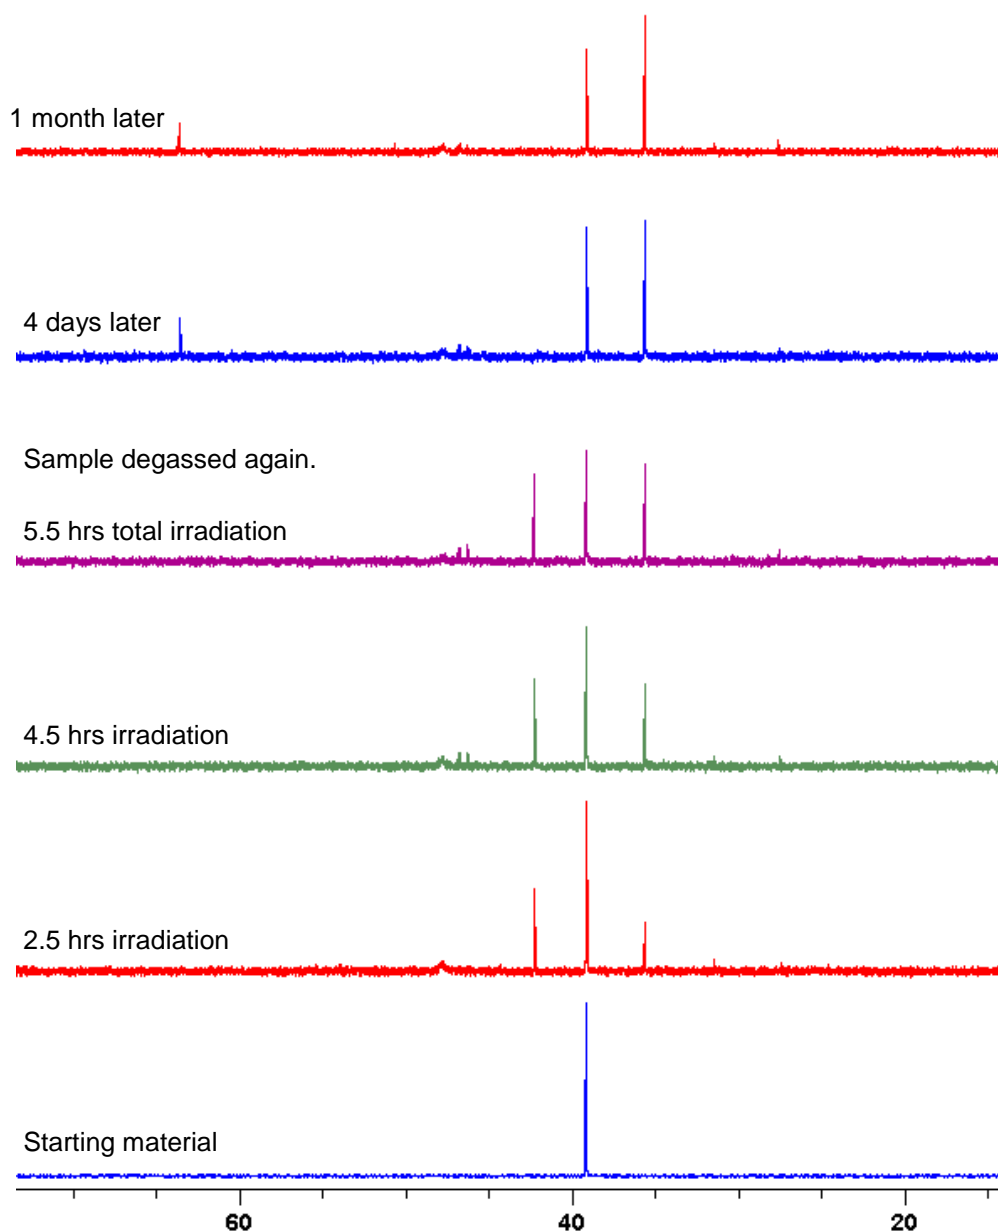 1 month later
4 days later
Sample degassed again.
5.5 hrs total irradiation
4.5 hrs irradiation
2.5 hrs irradiation
Starting material
60 40 20